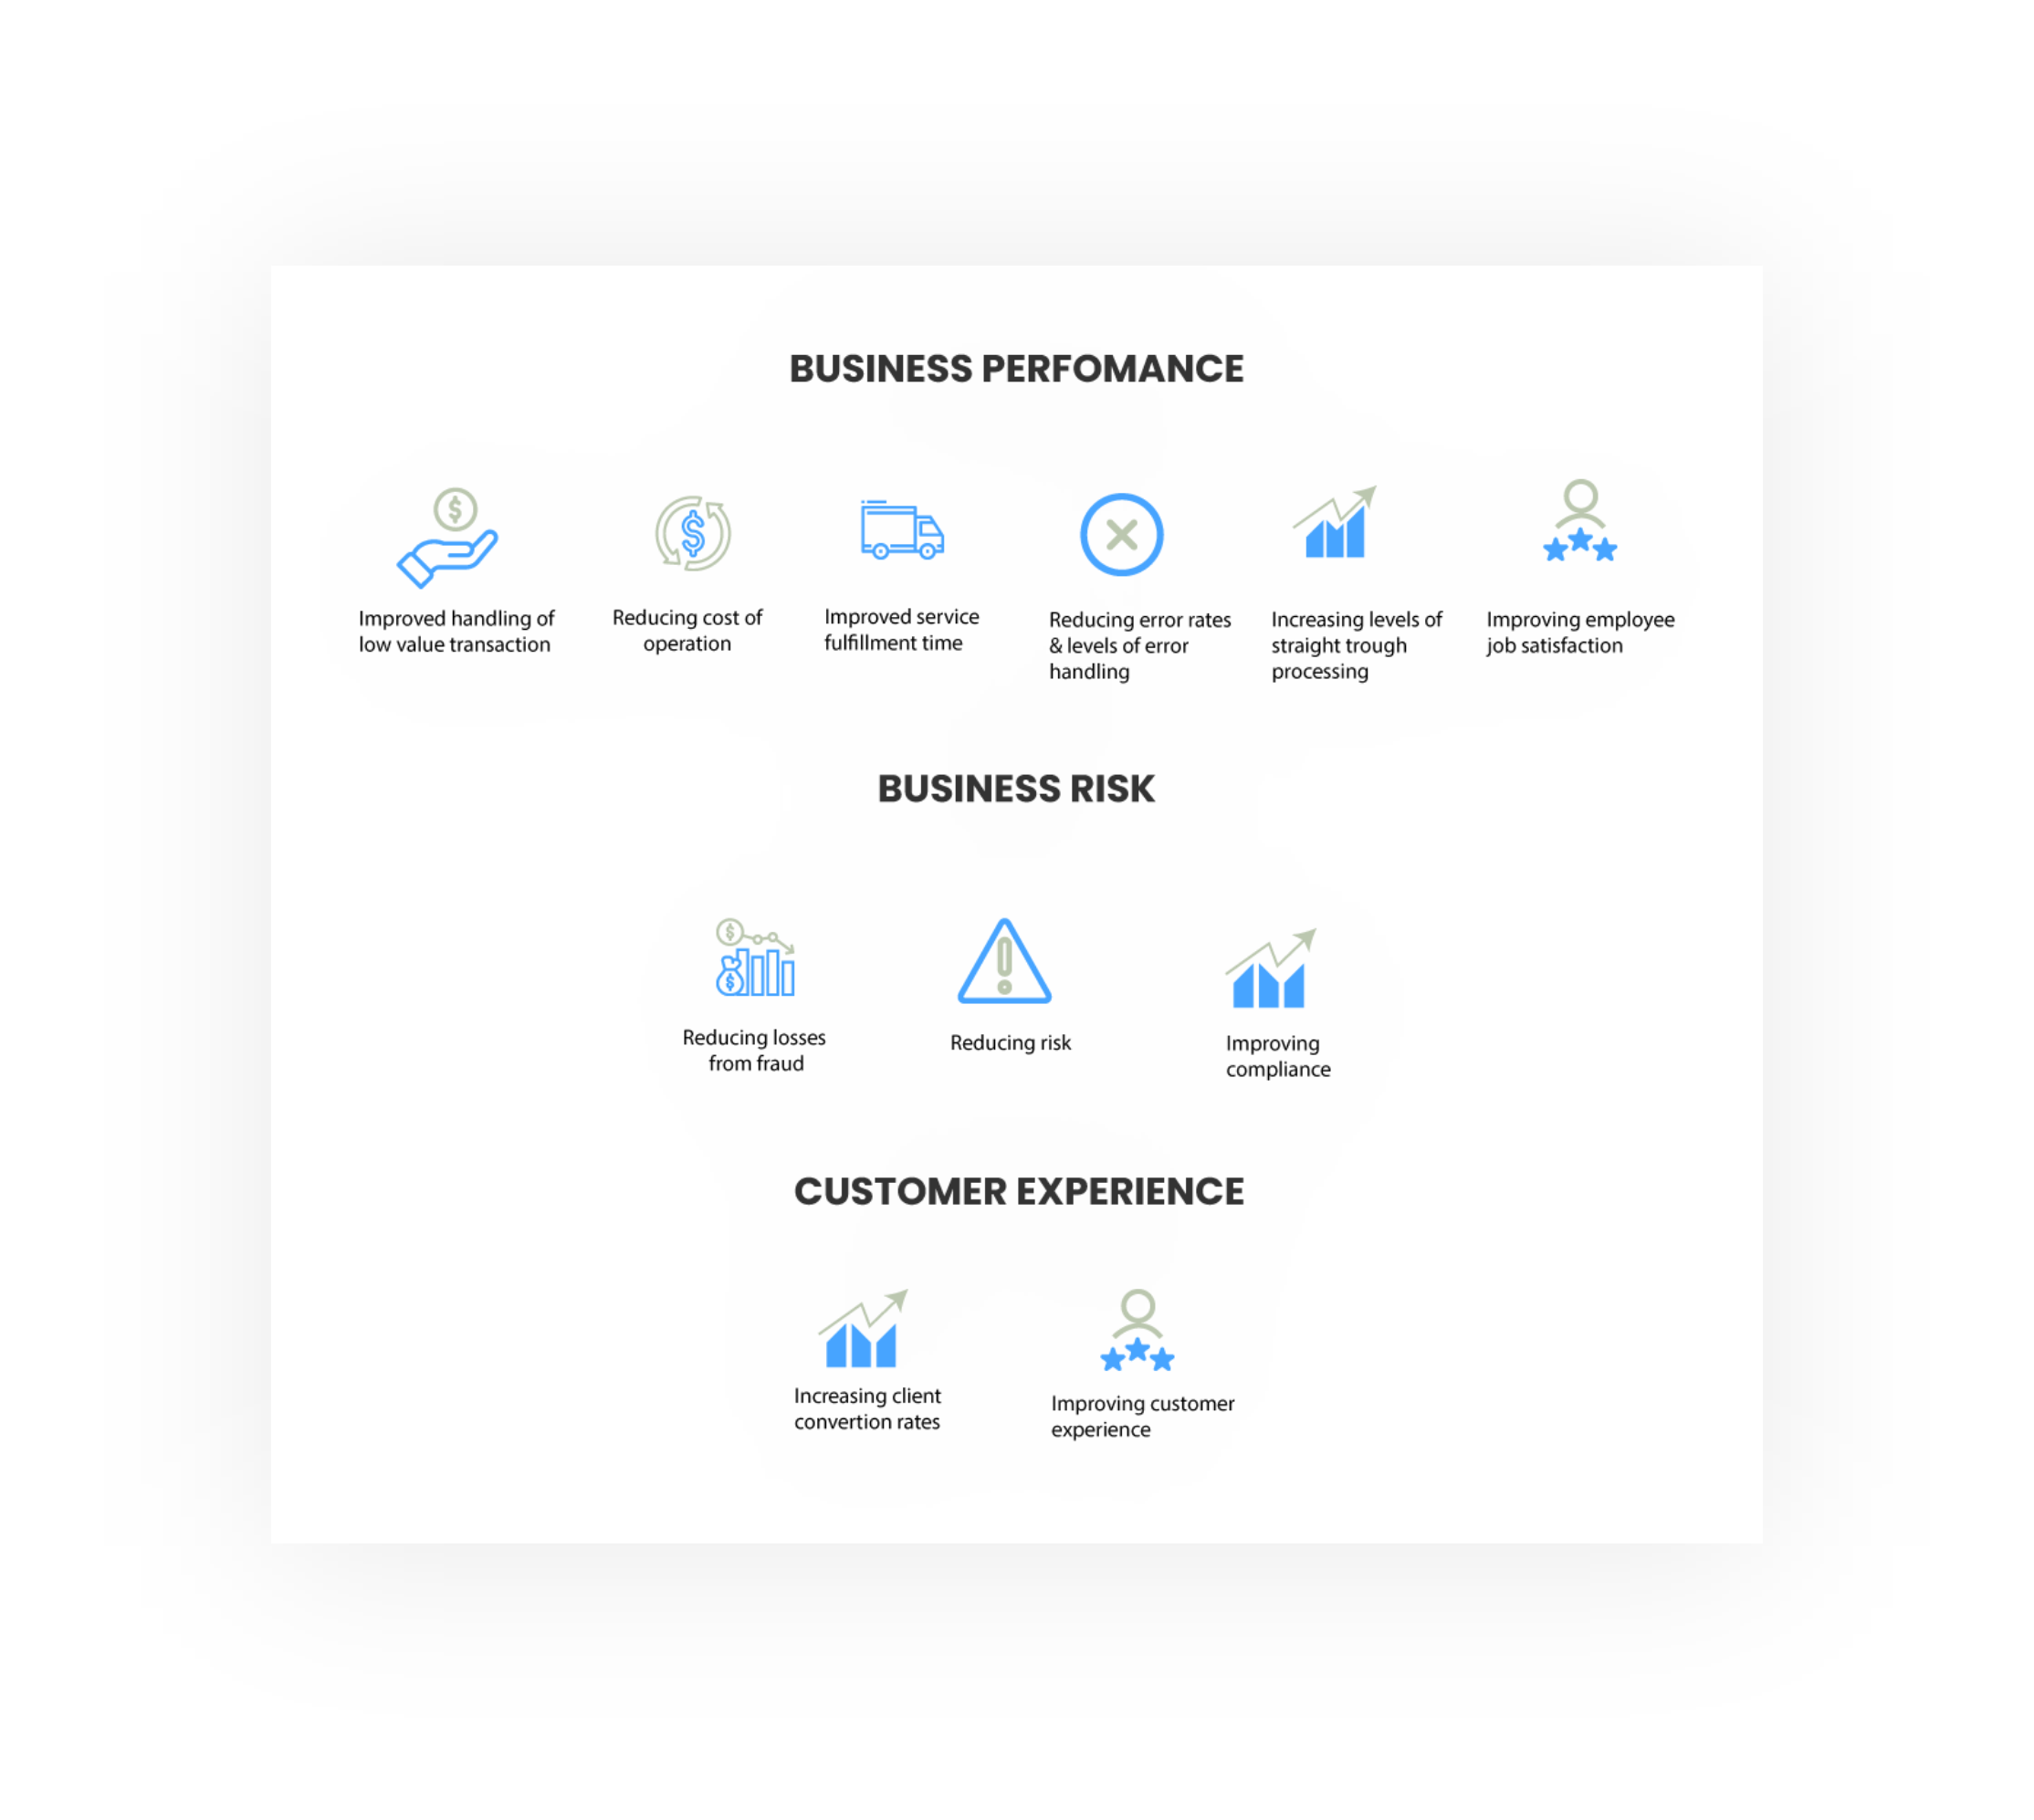 BUSINESS PERFOMANCE
Improved handling of
low value transaction
Reducing cost of
operation
Improved service
fulfillment time
Reducing error rates
& levels of error
handling
Increasing levels of
straight trough
processing
Improving employee
job satisfaction
BUSINESS RISK
Reducing losses
from fraud
Reducing risk
Improving
compliance
CUSTOMER EXPERIENCE
Increasing client
convertion rates
Improving customer
experience